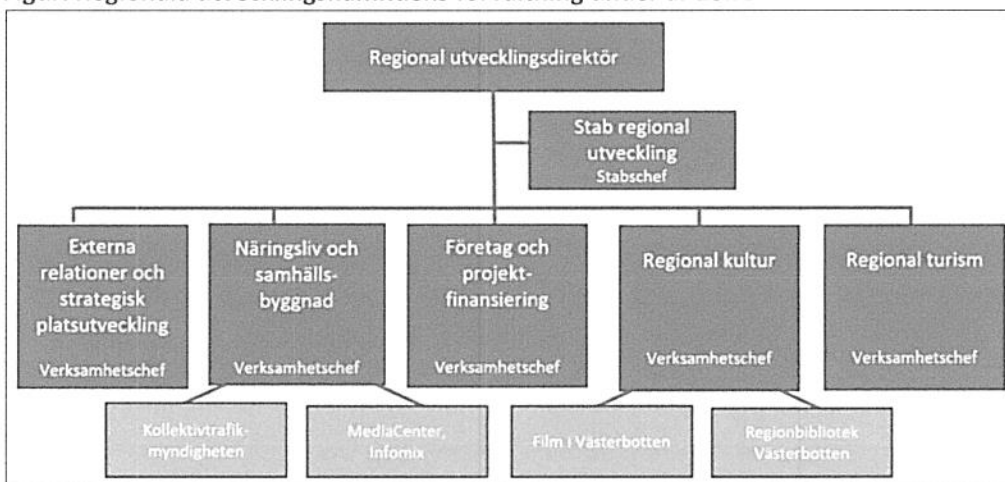 Regional utvecklingsdirektör
Stab regional
utveckling
Stabschef
Externa
relationer och
strategisk
platsutveckling
Verksamhetschef
Näringsliv och
samhälls-
byggnad
Verksamhetschef
Företag och
projekt-
finansiering
Verksamhetschef
Regional kultur
Verksamhetschef
Regional turism
Verksamhetschef
Kollektivtrafik-
myndigheten
MediaCenter,
Infomix
Film i Västerbotten
Regionbibliotek
Västerbotten